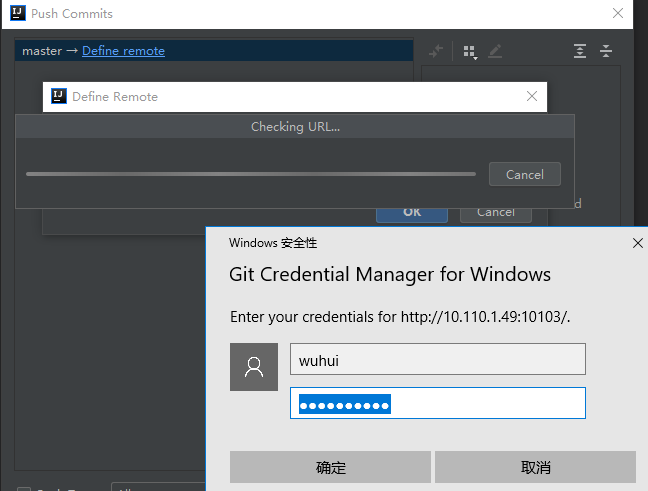 Push Commits
master → Define remote
Define Remote
Checking URL...
Cancel
OK
Cancel
Windows 安全性
Git Credential Manager for Windows
Enter your credentials for http://10.110.1.49:10103/.
wuhui
●●●●●●●●●●
确定
取消